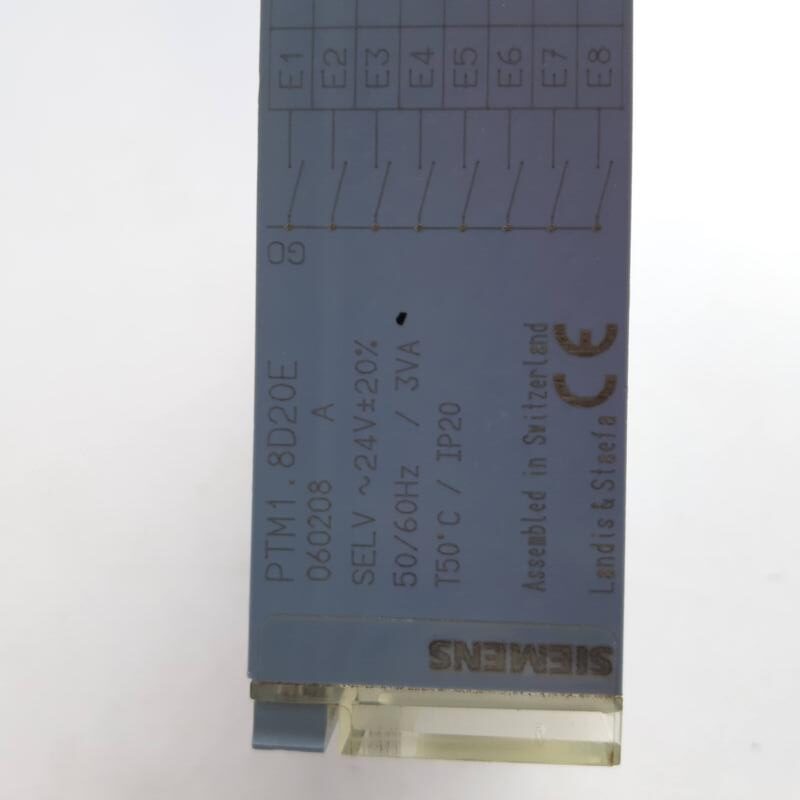 E1 E2 E3 E4 E5 E6 E7 E8
G0
PTM1.8D20E
060208 A
SELV ~24V±20%
50/60Hz / 3VA
T50°C / IP20
Assembled in Switzerland
Landis & Staefa CE
SIEMENS